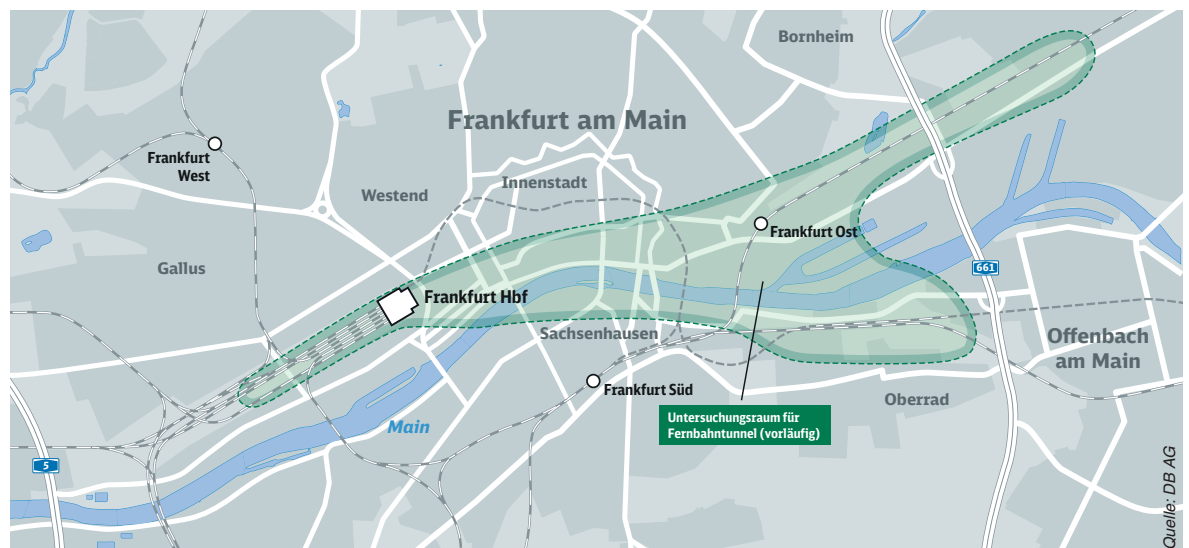 Bornheim
Frankfurt am Main
Frankfurt
West
Innenstadt
Westend
Frankfurt Ost
Gallus
661
Frankfurt Hbf
Sachsenhausen
Offenbach
am Main
Frankfurt Süd
Oberrad
Untersuchungsraum für
Fernbahntunnel (vorläufig)
Main
5
Quelle: DB AG